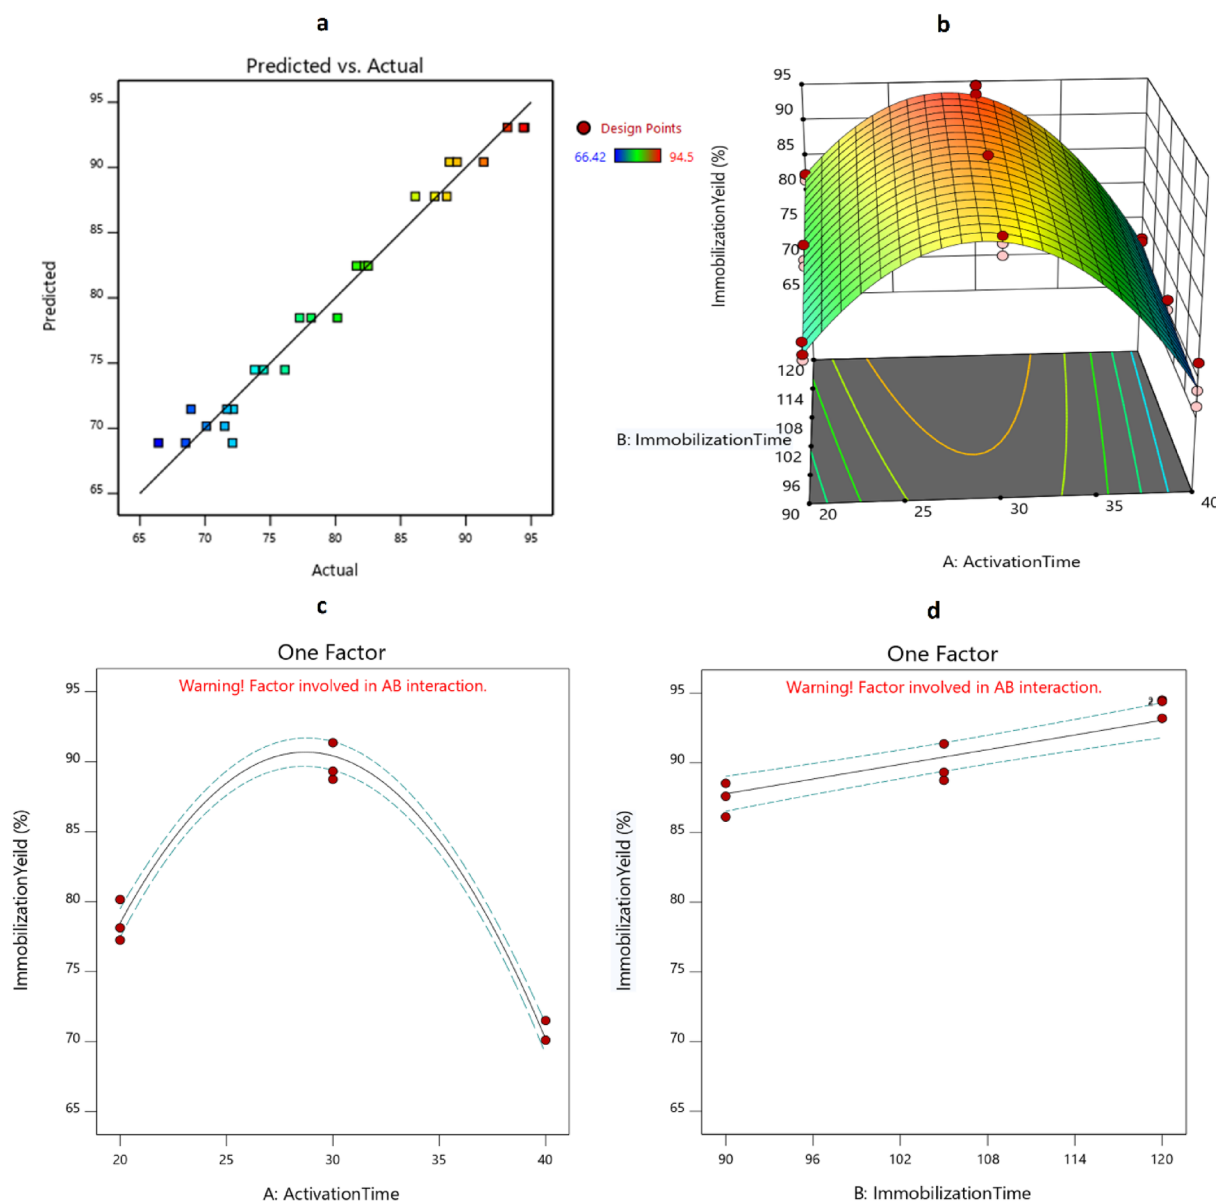 a
Predicted vs. Actual
95
90
85
80
75
70
65
Predicted
65 70 75 80 85 90 95
Actual
Design Points
66.42 94.5
b
95
90
85
80
75
70
65
ImmobilizationYeild (%)
120
114
108
102
96
90
B: ImmobilizationTime
20 25 30 35 40
A: ActivationTime
c
One Factor
Warning! Factor involved in AB interaction.
95
90
85
80
75
70
65
ImmobilizationYeild (%)
20 25 30 35 40
A: ActivationTime
d
One Factor
Warning! Factor involved in AB interaction.
2
95
90
85
80
75
70
65
ImmobilizationYeild (%)
90 96 102 108 114 120
B: ImmobilizationTime